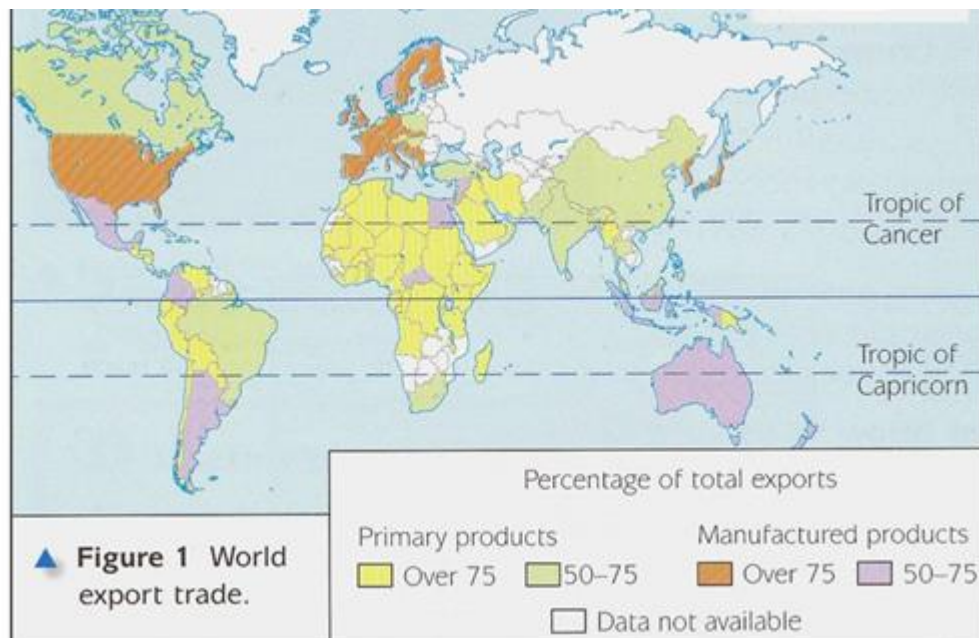 Tropic of
Cancer
Tropic of
Capricorn
Percentage of total exports
Primary products
Manufactured products
Over 75
50–75
Over 75
50–75
Data not available
Figure 1 World
export trade.